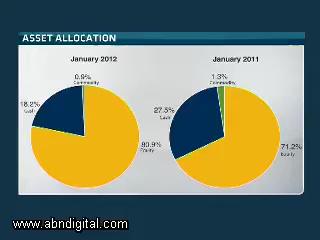 ASSET ALLOCATION
January 2012
January 2011
0.9%
Commodity
18.2%
Cash
80.9%
Equity
1.3%
Commodity
27.5%
Cash
71.2%
Equity
www.abndigital.com